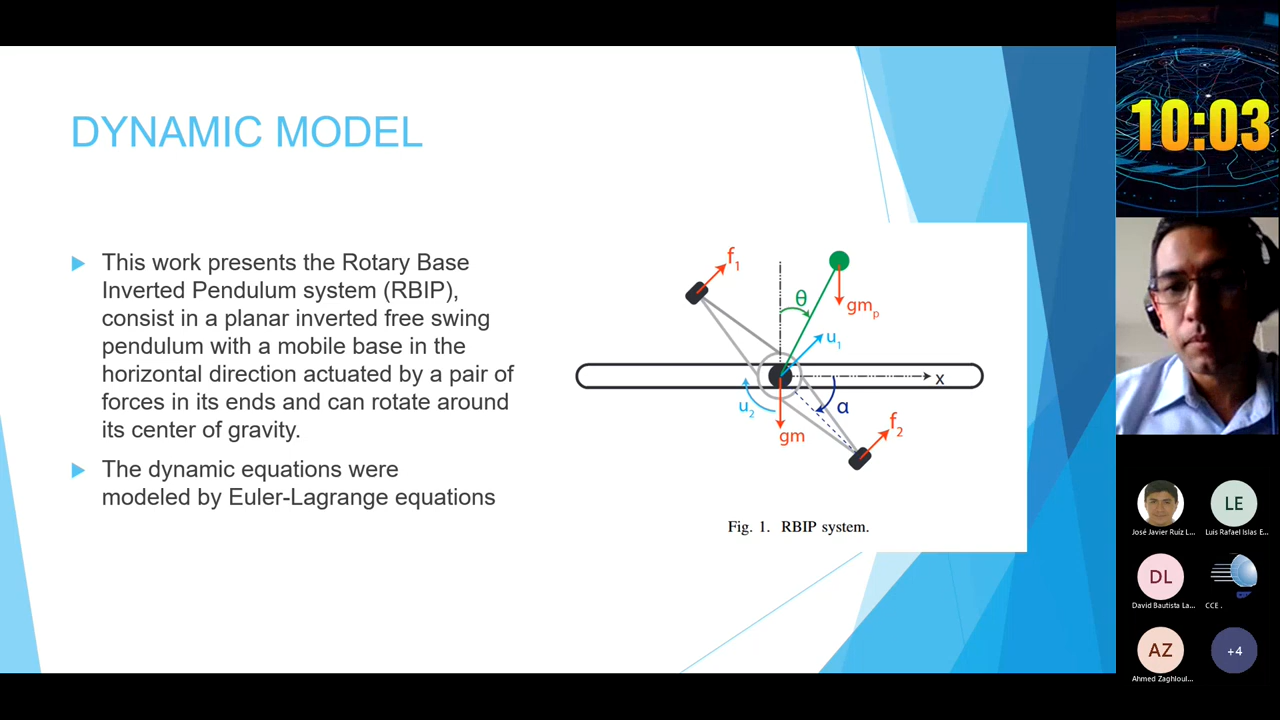 DYNAMIC MODEL
This work presents the Rotary Base
Inverted Pendulum system (RBIP),
consist in a planar inverted free swing
pendulum with a mobile base in the
horizontal direction actuated by a pair of
forces in its ends and can rotate around
its center of gravity.
The dynamic equations were
modeled by Euler-Lagrange equations
f1
θ
gmp
u1
x
u2
α
gm
f2
Fig. 1. RBIP system.
10:03
José Javier Ruíz L...
LE
Luis Rafael Islas E...
DL
David Bautista La...
CCE .
AZ
Ahmed Zaghloul...
+4